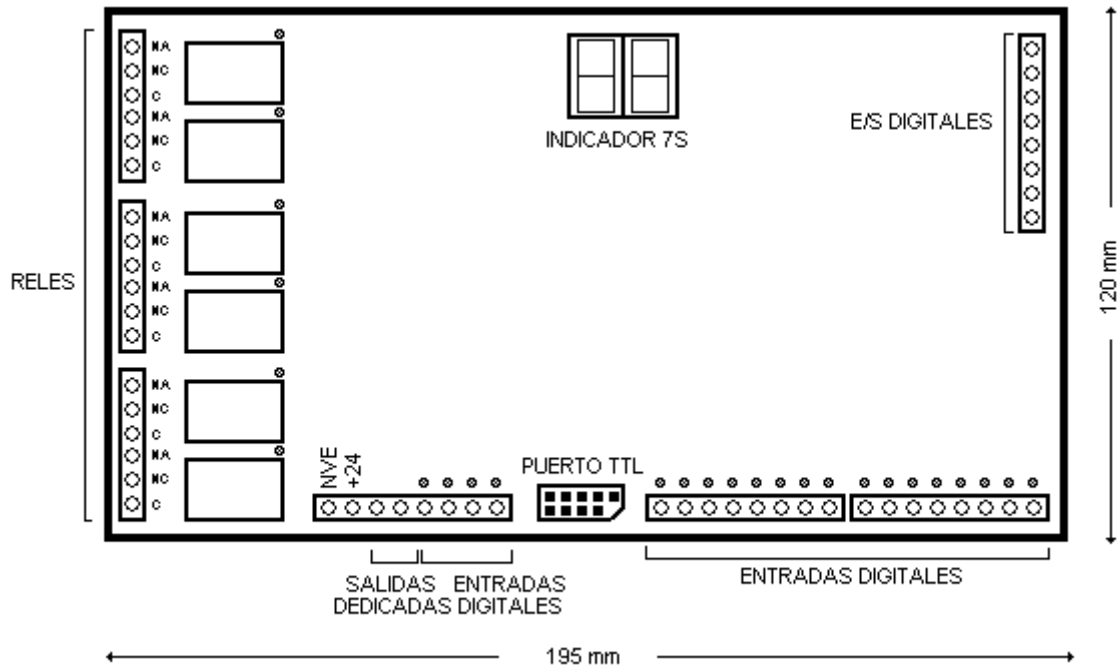 NA
NC
C
NA
NC
C
NA
NC
C
NA
NC
C
NA
NC
C
NA
NC
C
RELES
INDICADOR 7S
E/S DIGITALES
120 mm
NVE
+24
PUERTO TTL
SALIDAS
DEDICADAS
ENTRADAS
DIGITALES
ENTRADAS DIGITALES
195 mm